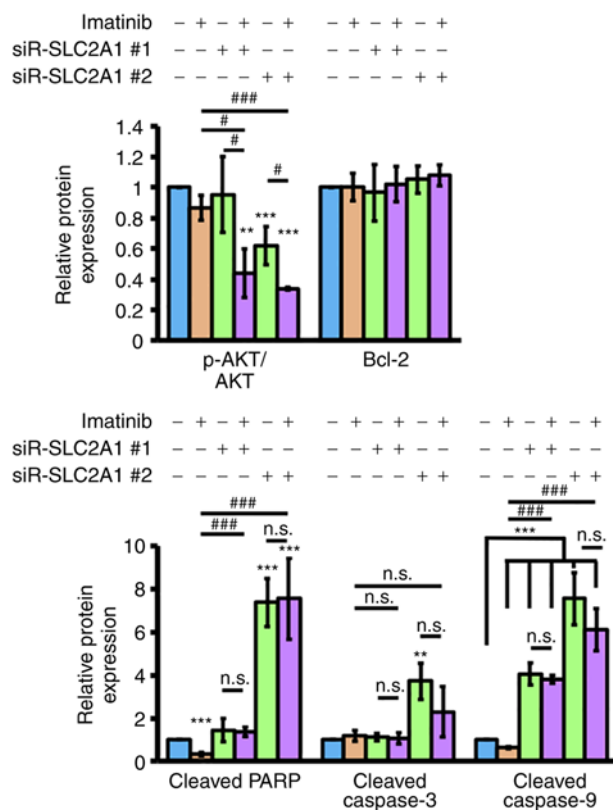 Imatinib − + − + − + − + − + − +
siR-SLC2A1 #1 − − + + − − − − + + − −
siR-SLC2A1 #2 − − − − + + − − − − + +
###
#
#
#
** *** ***
1.4
1.2
1
0.8
0.6
0.4
0.2
0
Relative protein
expression
p-AKT/
AKT
Bcl-2
Imatinib − + − + − + − + − + − + − + − + − +
siR-SLC2A1 #1 − − + + − − − − + + − − − − + + − −
siR-SLC2A1 #2 − − − − + + − − − − + + − − − − + +
###
###
n.s.
***
***
***
n.s.
n.s.
n.s.
n.s.
**
n.s.
###
###
***
n.s.
n.s.
10
8
6
4
2
0
Relative protein
expression
Cleaved PARP
Cleaved
caspase-3
Cleaved
caspase-9